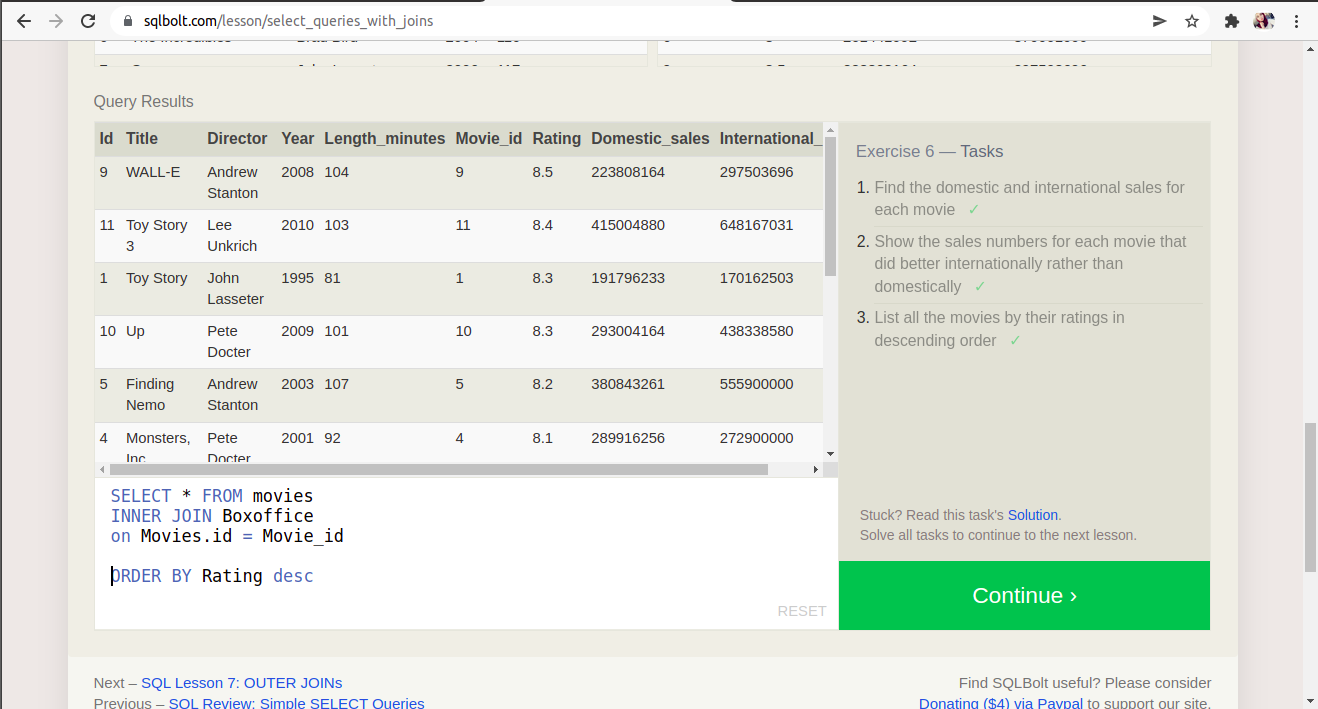 sqlbolt.com/lesson/select_queries_with_joins
Query Results
Id Title Director Year Length_minutes Movie_id Rating Domestic_sales International_
9 WALL-E Andrew Stanton 2008 104 9 8.5 223808164 297503696
11 Toy Story 3 Lee Unkrich 2010 103 11 8.4 415004880 648167031
1 Toy Story John Lasseter 1995 81 1 8.3 191796233 170162503
10 Up Pete Docter 2009 101 10 8.3 293004164 438338580
5 Finding Nemo Andrew Stanton 2003 107 5 8.2 380843261 555900000
4 Monsters, Inc Pete Docter 2001 92 4 8.1 289916256 272900000
SELECT * FROM movies
INNER JOIN Boxoffice
on Movies.id = Movie_id
ORDER BY Rating desc
RESET
Exercise 6 — Tasks
1. Find the domestic and international sales for
each movie ✓
2. Show the sales numbers for each movie that
did better internationally rather than
domestically ✓
3. List all the movies by their ratings in
descending order ✓
Stuck? Read this task's Solution.
Solve all tasks to continue to the next lesson.
Continue ›
Next – SQL Lesson 7: OUTER JOINs
Previous – SQL Review: Simple SELECT Queries
Find SQLBolt useful? Please consider
Donating ($4) via Paypal to support our site.